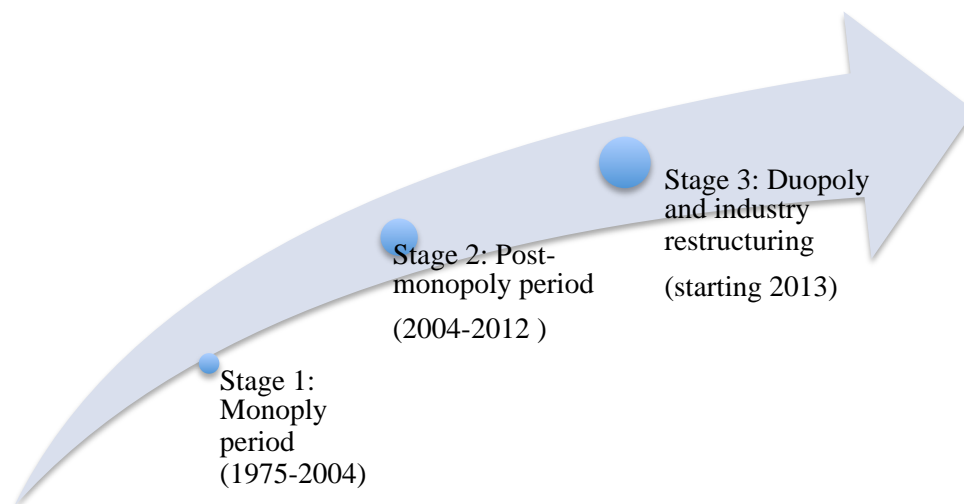 Stage 1:
Monoply
period
(1975-2004)
Stage 2: Post-
monopoly period
(2004-2012 )
Stage 3: Duopoly
and industry
restructuring
(starting 2013)